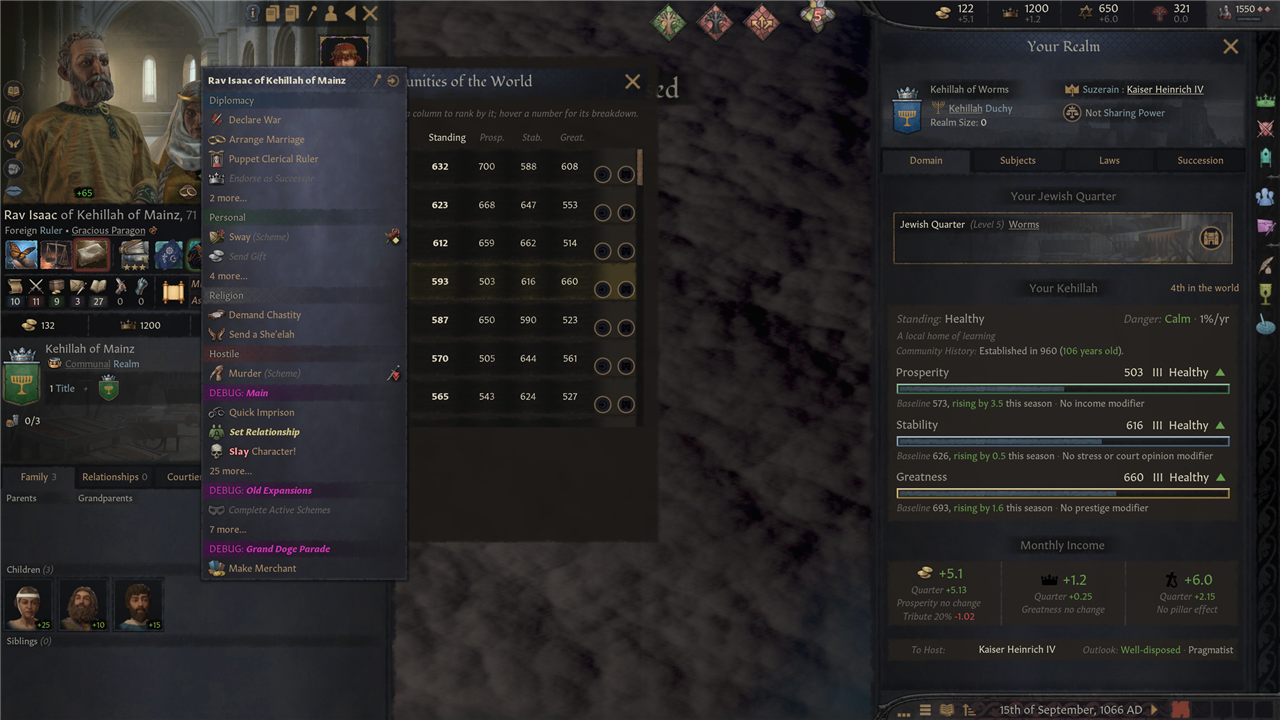 122
+5.1
1200
+1.2
650
+6.0
321
0.0
1550
5
+65
Rav Isaac of Kehillah of Mainz, 71
Foreign Ruler • Gracious Paragon
10 11 9 3 27 0 0
132
1200
Kehillah of Mainz
Communal Realm
1 Title
0/3
Family 3
Relationships 0
Parents
Grandparents
Children (3)
+25
+10
+15
Siblings (0)
Rav Isaac of Kehillah of Mainz
Diplomacy
Declare War
Arrange Marriage
Puppet Clerical Ruler
Endorse as Successor
2 more...
Personal
Sway (Scheme)
Send Gift
4 more...
Religion
Demand Chastity
Send a She'elah
Hostile
Murder (Scheme)
DEBUG: Main
Quick Imprison
Set Relationship
Slay Character!
25 more...
DEBUG: Old Expansions
Complete Active Schemes
7 more...
DEBUG: Grand Doge Parade
Make Merchant
unities of the World
column to rank by it; hover a number for its breakdown.
Standing Prosp. Stab. Great.
632 700 588 608
623 668 647 553
612 659 662 514
593 503 616 660
587 650 590 523
570 505 644 561
565 543 624 527
ed
Your Realm
Kehillah of Worms
Kehillah Duchy
Realm Size: 0
Suzerain : Kaiser Heinrich IV
Not Sharing Power
Domain
Subjects
Laws
Succession
Your Jewish Quarter
Jewish Quarter (Level 5) Worms
Your Kehillah
4th in the world
Standing: Healthy
Danger: Calm · 1%/yr
A local home of learning
Community History: Established in 960 (106 years old).
Prosperity 503 III Healthy
Baseline 573, rising by 3.5 this season · No income modifier
Stability 616 III Healthy
Baseline 626, rising by 0.5 this season · No stress or court opinion modifier
Greatness 660 III Healthy
Baseline 693, rising by 1.6 this season · No prestige modifier
Monthly Income
+5.1
Quarter +5.13
Prosperity no change
Tribute 20% -1.02
+1.2
Quarter +0.25
Greatness no change
+6.0
Quarter +2.15
No pillar effect
To Host: Kaiser Heinrich IV
Outlook: Well-disposed · Pragmatist
15th of September, 1066 AD